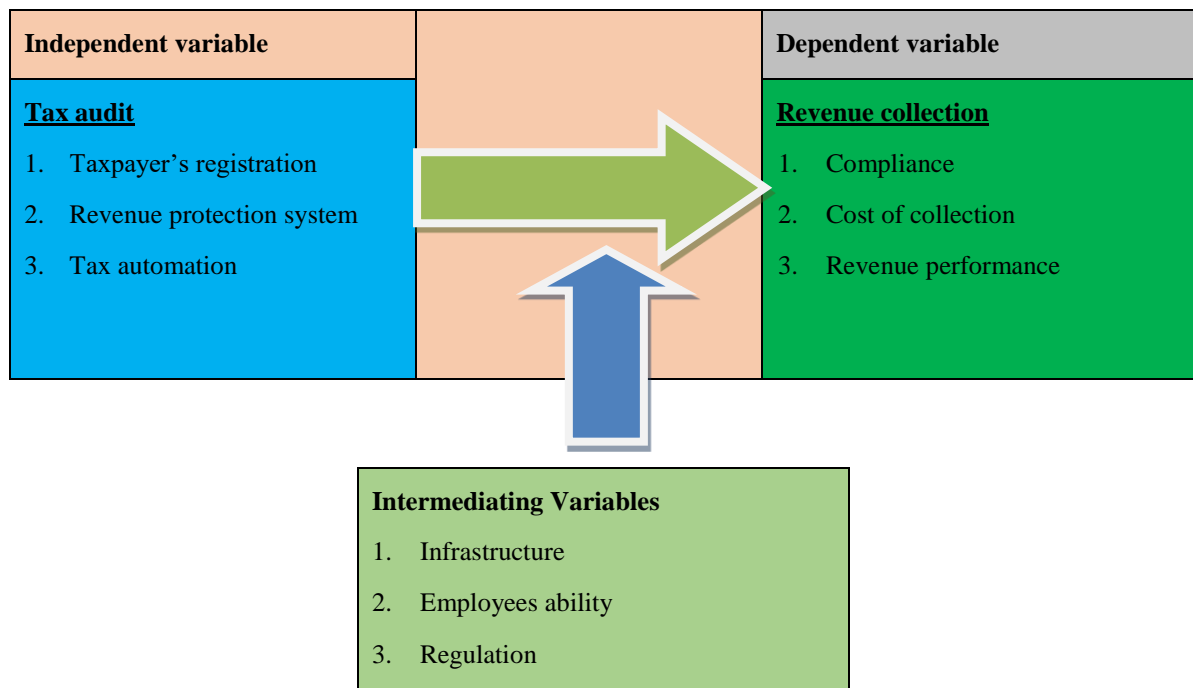 Independent variable
Dependent variable
Tax audit
1. Taxpayer’s registration
2. Revenue protection system
3. Tax automation
Revenue collection
1. Compliance
2. Cost of collection
3. Revenue performance
Intermediating Variables
1. Infrastructure
2. Employees ability
3. Regulation